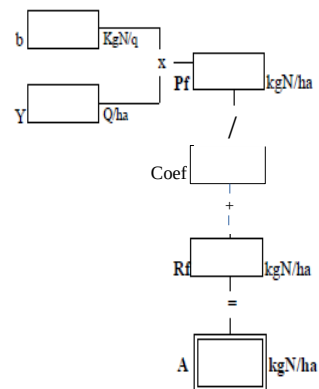 b KgN/q
x
Pf kgN/ha
Y Q/ha
/
Coef
+
Rf kgN/ha
=
A kgN/ha